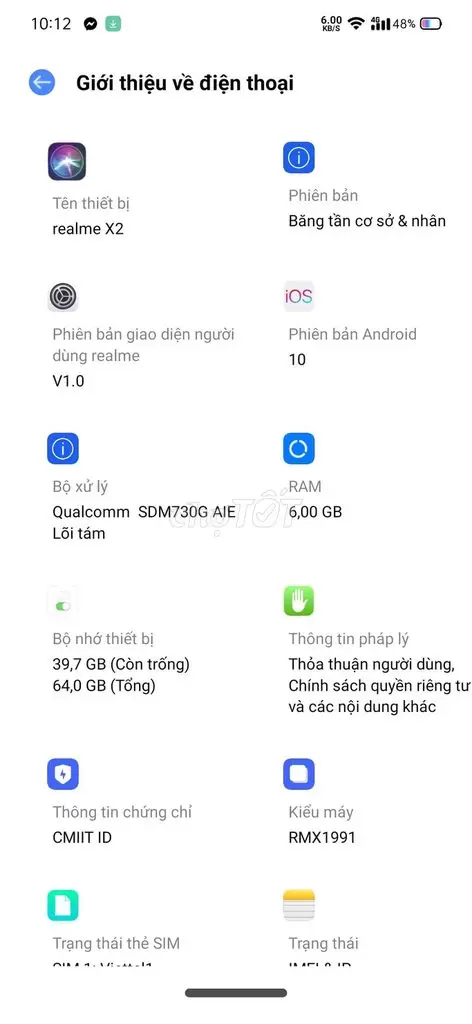 10:12
6.00
KB/S
4G
48%
Giới thiệu về điện thoại
Tên thiết bị
realme X2
Phiên bản
Băng tần cơ sở & nhân
Phiên bản giao diện người
dùng realme
V1.0
iOS
Phiên bản Android
10
Bộ xử lý
Qualcomm SDM730G AIE
Lõi tám
RAM
6,00 GB
chợTỐT
Bộ nhớ thiết bị
39,7 GB (Còn trống)
64,0 GB (Tổng)
Thông tin pháp lý
Thỏa thuận người dùng,
Chính sách quyền riêng tư
và các nội dung khác
Thông tin chứng chỉ
CMIIT ID
Kiểu máy
RMX1991
Trạng thái thẻ SIM
SIM 1: Viettel1
Trạng thái
IMEI & IP